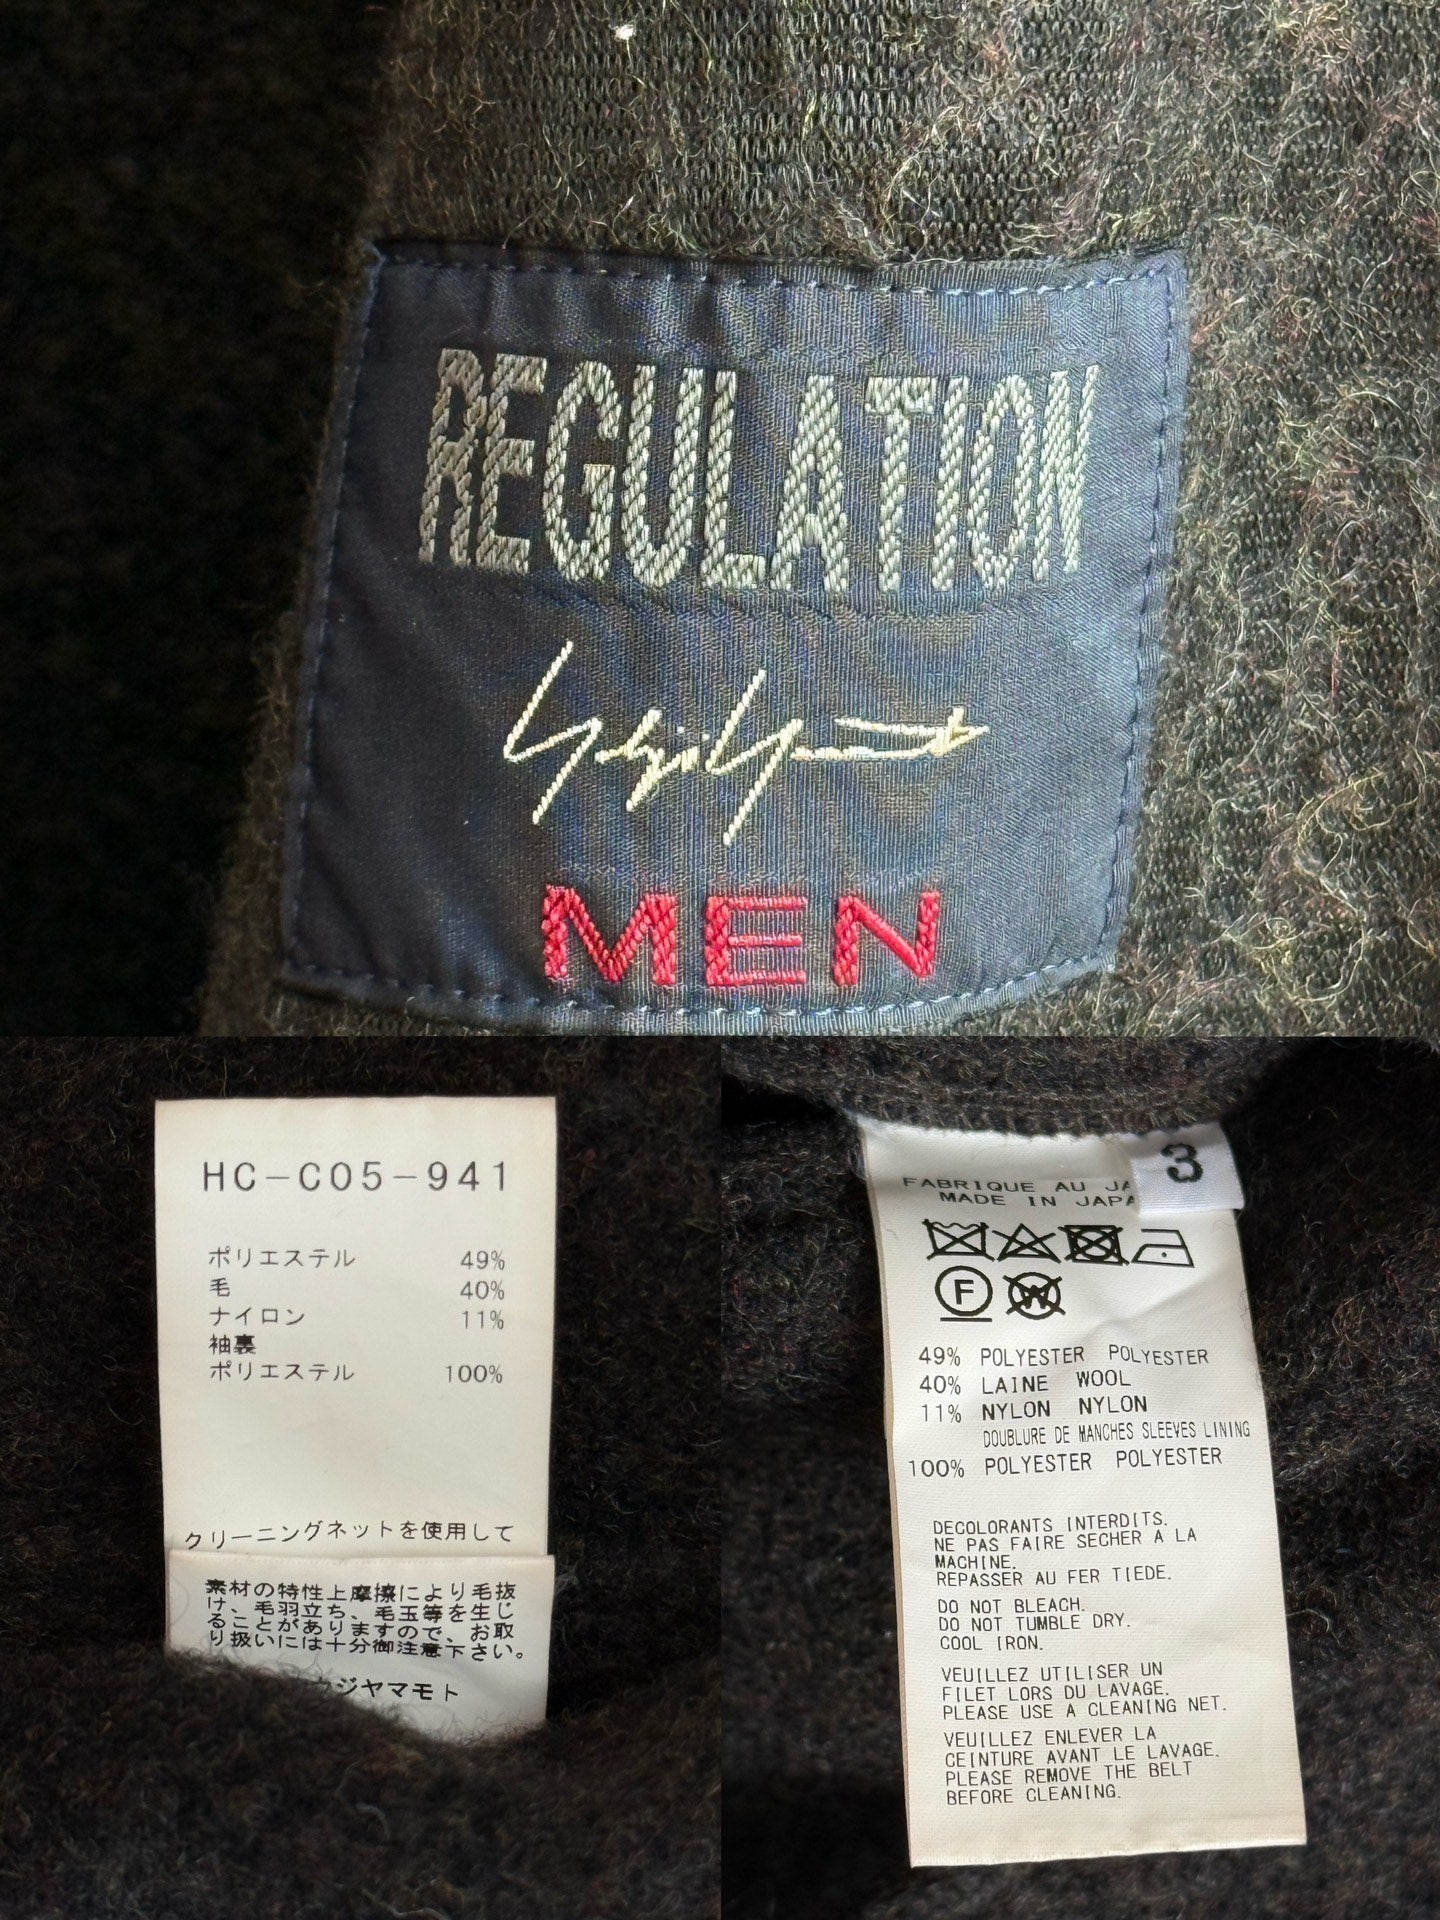 REGULATION
Yohji Yamamoto
MEN
HC-C05-941
ポリエステル 49%
毛 40%
ナイロン 11%
袖裏
ポリエステル 100%
クリーニングネットを使用して
素材の特性上摩擦により毛抜
け、毛羽立ち、毛玉等を生じ
ることがありますので、お取
り扱いには十分御注意下さい。
ウジヤマモト
3
FABRIQUE AU JA
MADE IN JAPA
F
W
49% POLYESTER POLYESTER
40% LAINE WOOL
11% NYLON NYLON
DOUBLURE DE MANCHES SLEEVES LINING
100% POLYESTER POLYESTER
DECOLORANTS INTERDITS.
NE PAS FAIRE SECHER A LA
MACHINE.
REPASSER AU FER TIEDE.
DO NOT BLEACH.
DO NOT TUMBLE DRY.
COOL IRON.
VEUILLEZ UTILISER UN
FILET LORS DU LAVAGE.
PLEASE USE A CLEANING NET.
VEUILLEZ ENLEVER LA
CEINTURE AVANT LE LAVAGE.
PLEASE REMOVE THE BELT
BEFORE CLEANING.